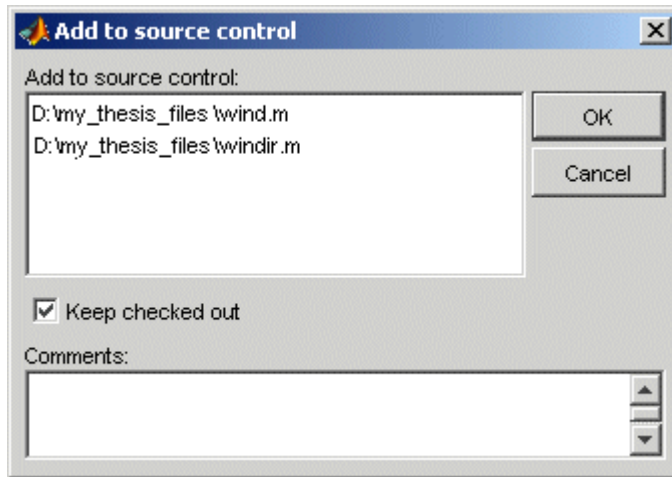 Add to source control
Add to source control:
D:\my_thesis_files\wind.m
D:\my_thesis_files\windir.m
OK
Cancel
Keep checked out
Comments: